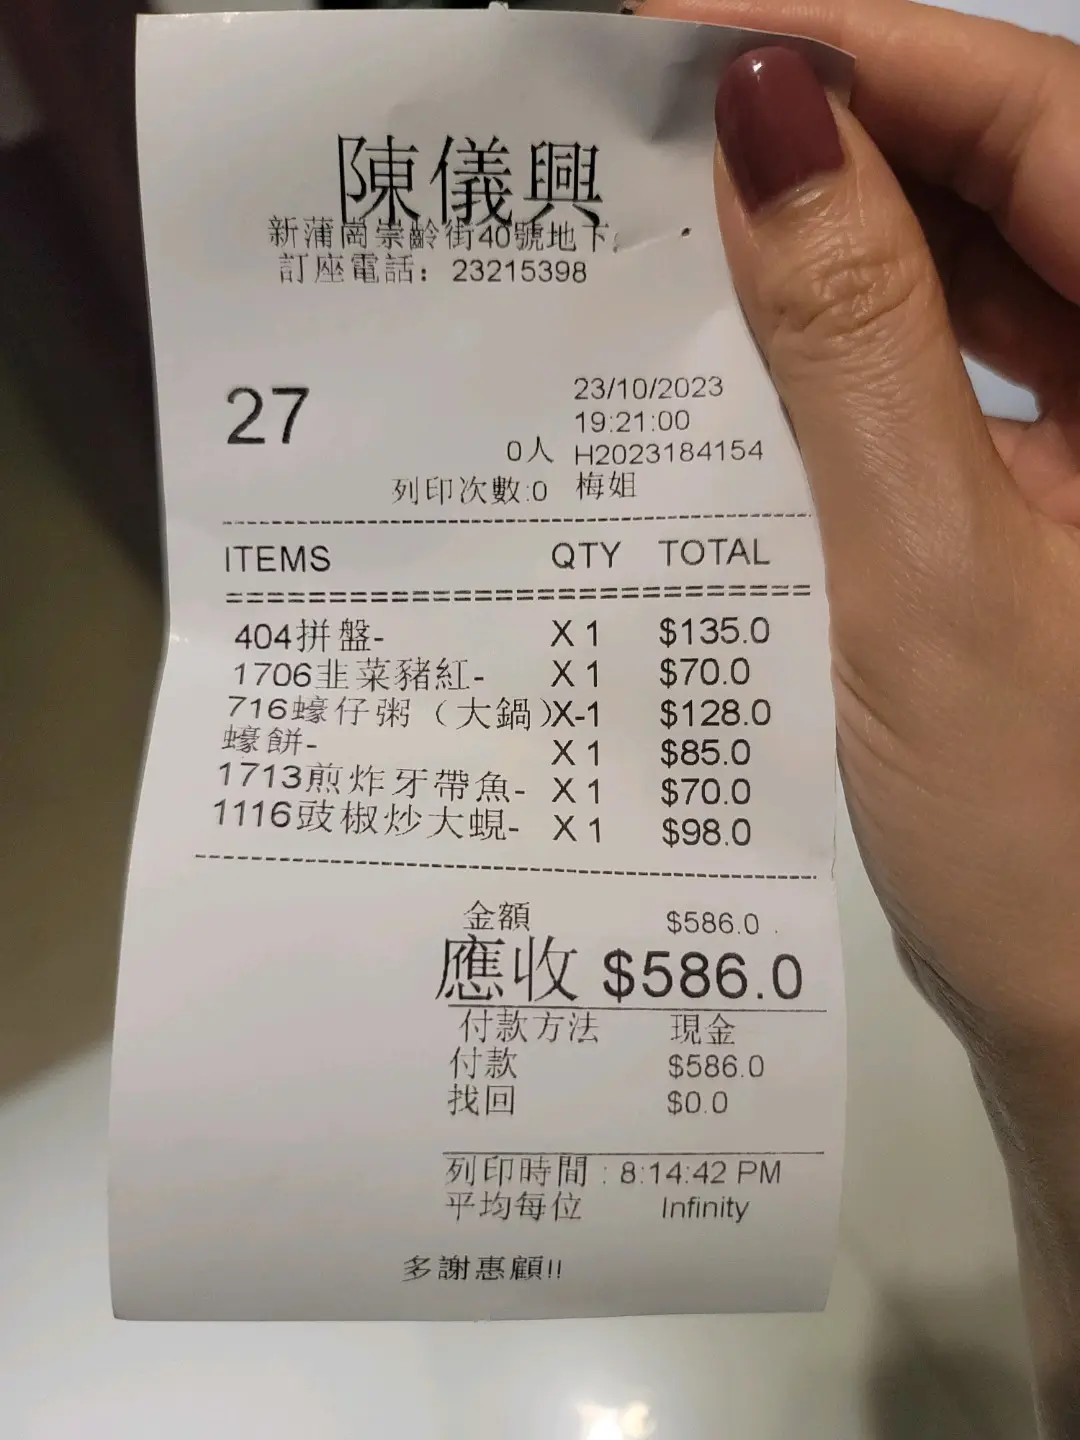 陳儀興
新蒲崗崇齡街40號地下
訂座電話：23215398
27
23/10/2023
19:21:00
0人 H2023184154
列印次數:0 梅姐
ITEMS QTY TOTAL
404拼盤- X 1 $135.0
1706韭菜豬紅- X 1 $70.0
716蠔仔粥（大鍋）X-1 $128.0
蠔餅- X 1 $85.0
1713煎炸牙帶魚- X 1 $70.0
1116豉椒炒大蜆- X 1 $98.0
金額 $586.0
應收 $586.0
付款方法 現金
付款 $586.0
找回 $0.0
列印時間：8:14:42 PM
平均每位 Infinity
多謝惠顧!!